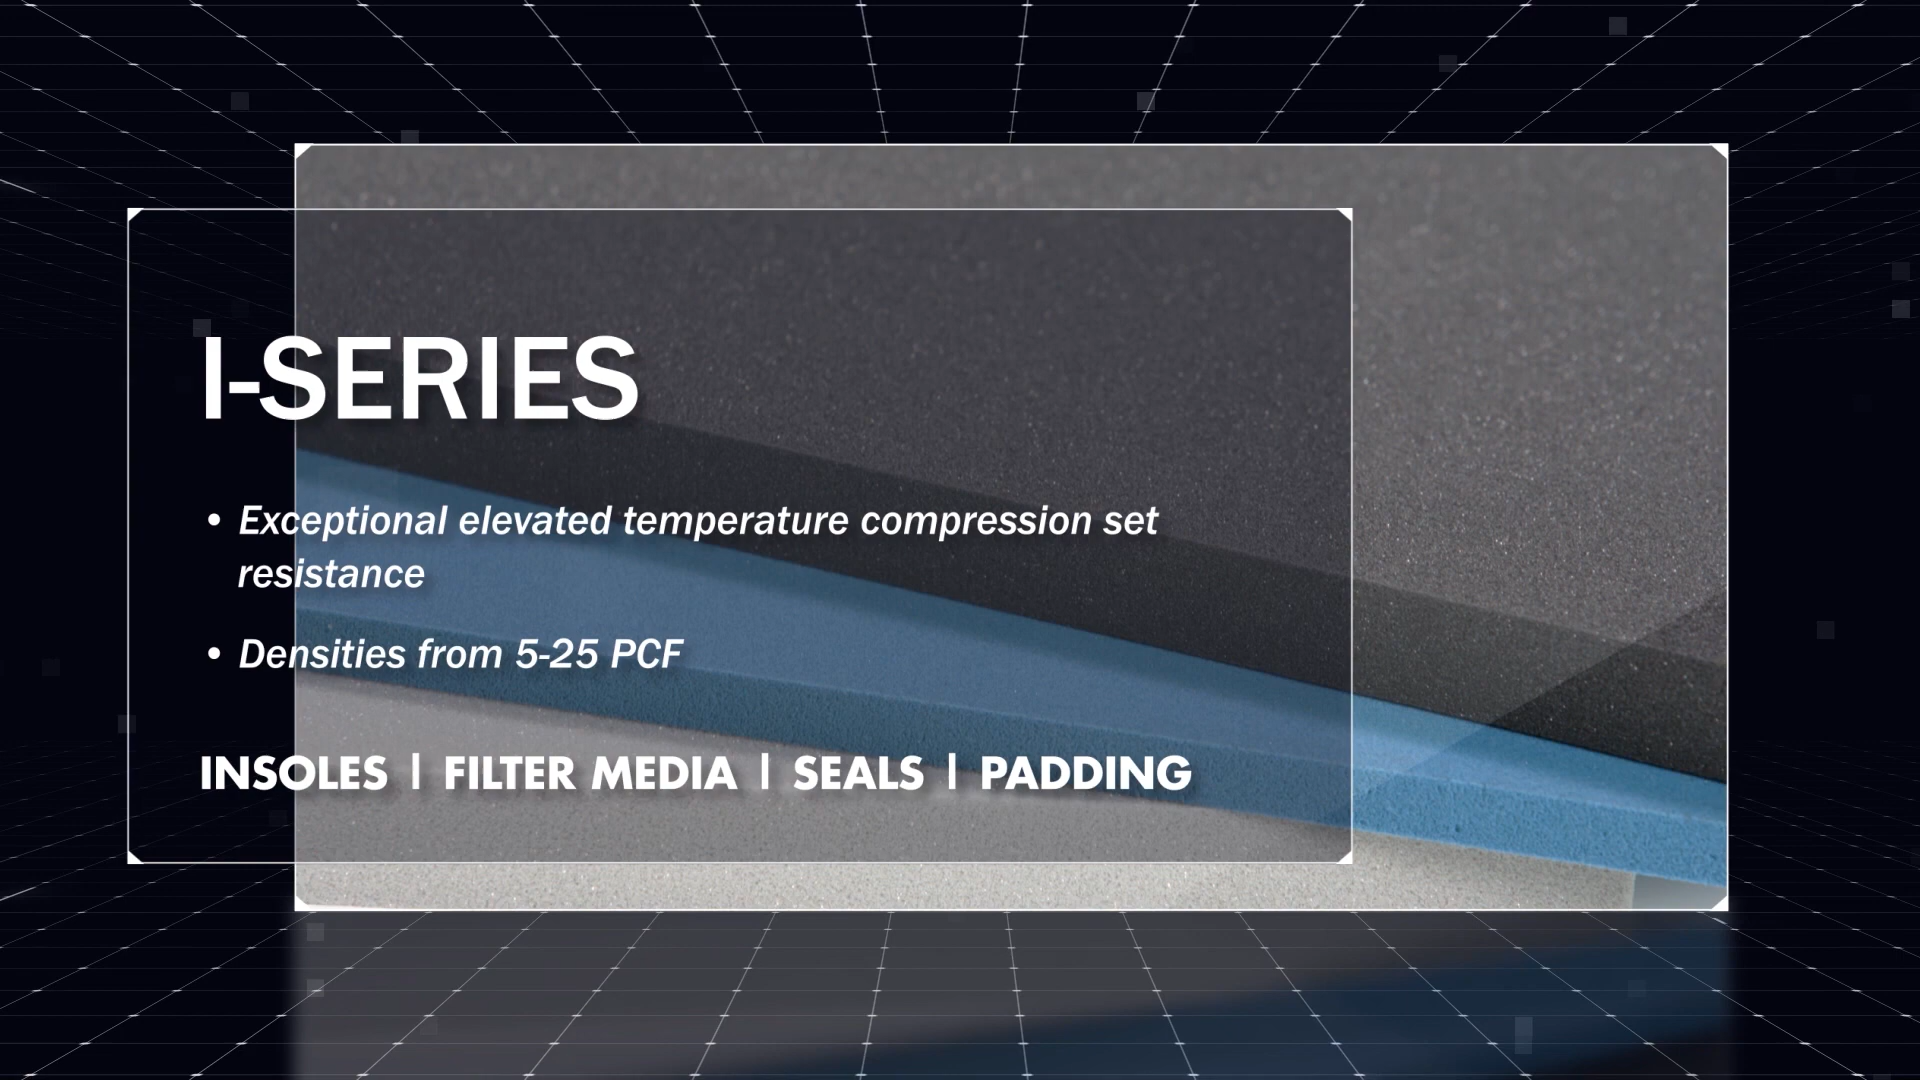 I-SERIES
• Exceptional elevated temperature compression set
resistance
• Densities from 5-25 PCF
INSOLES | FILTER MEDIA | SEALS | PADDING